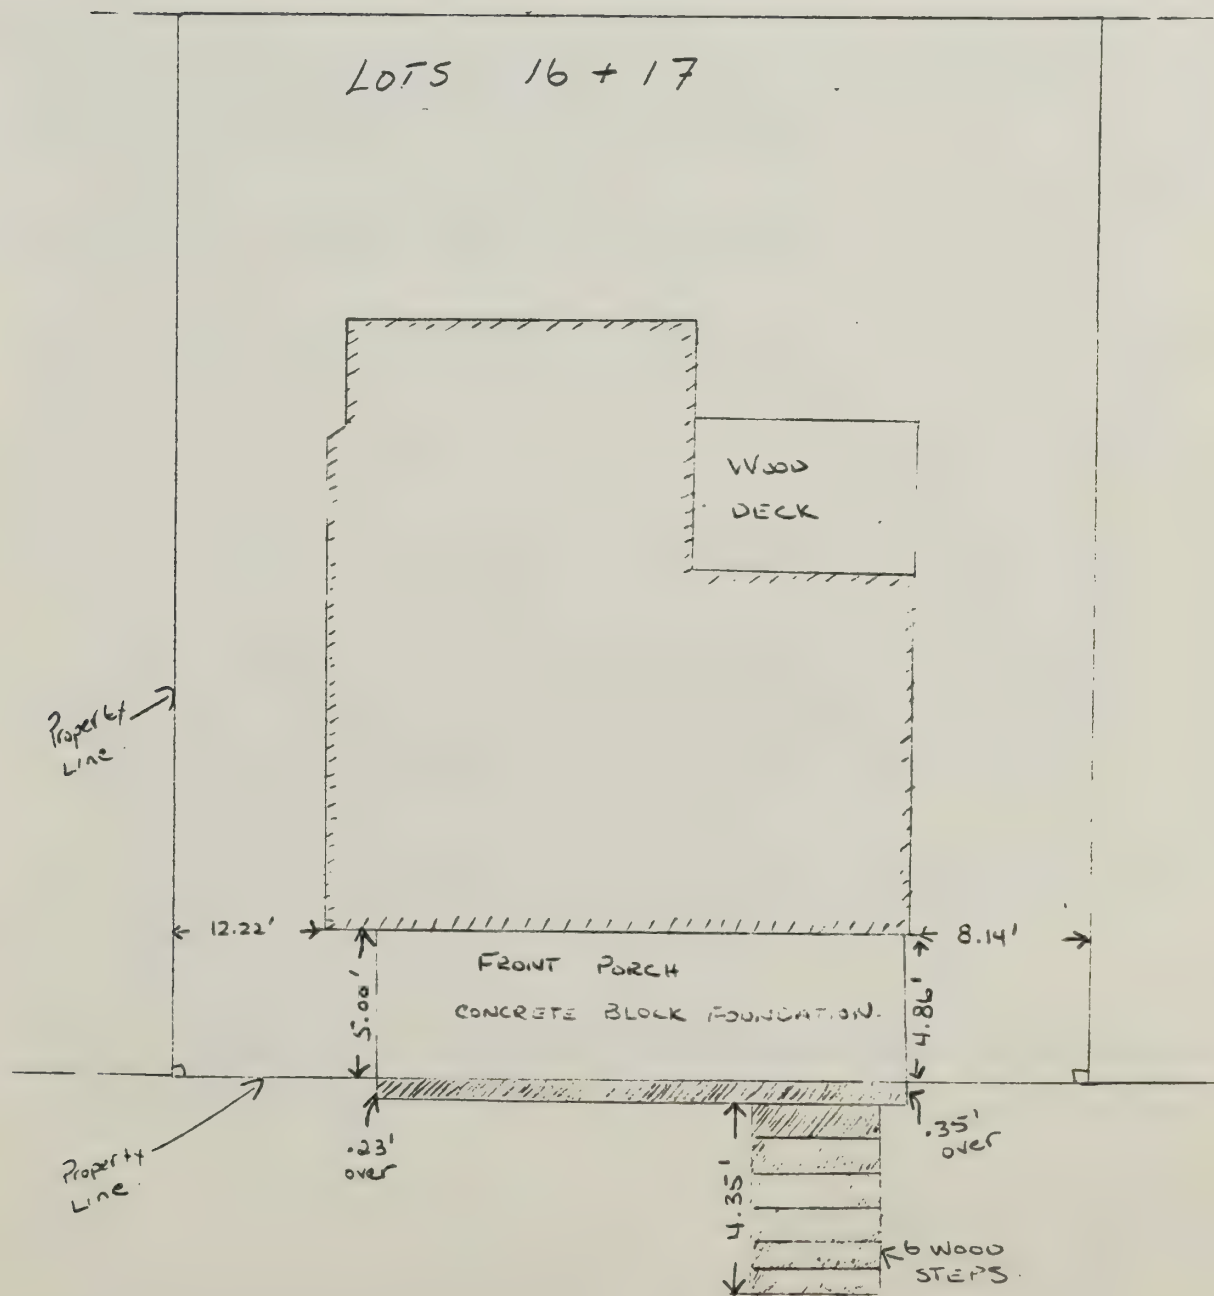 LOTS 16 + 17
WOOD
DECK
Property
Line
12.22'
8.14'
FRONT PORCH
CONCRETE BLOCK FOUNDATION.
5.00'
4.86'
.23'
over
.35'
over
Property
Line
4.35'
6 WOOD
STEPS